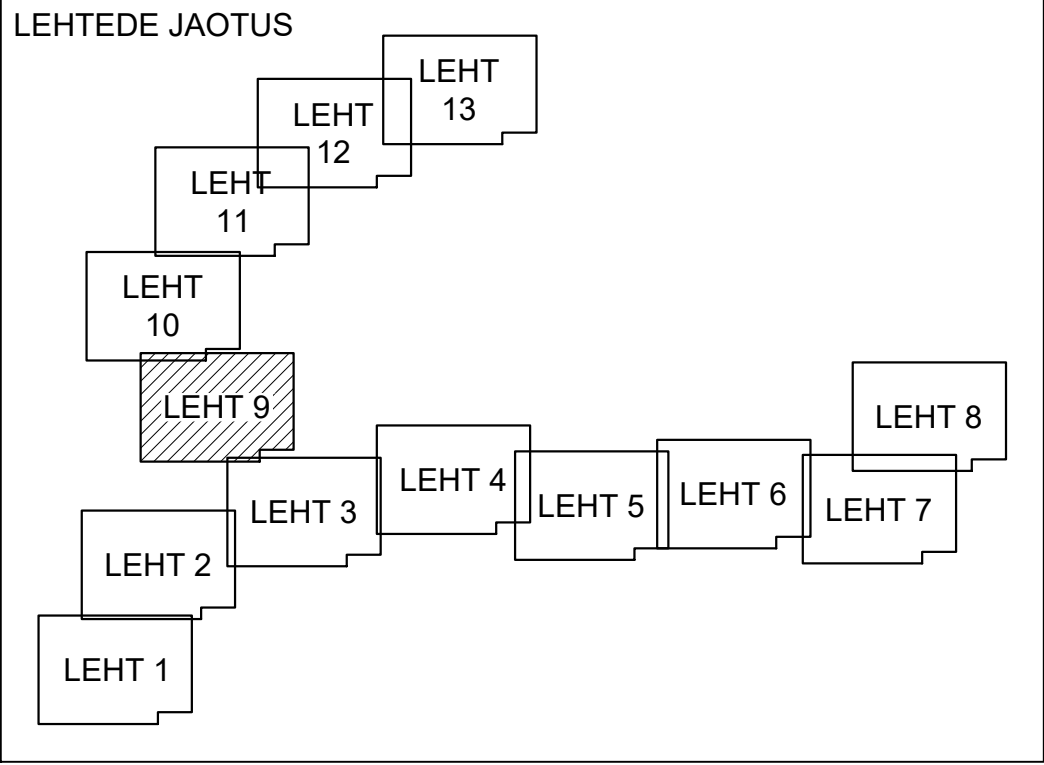 LEHTEDE JAOTUS
LEHT
13
LEHT
12
LEHT
11
LEHT
10
LEHT 9
LEHT 8
LEHT 4
LEHT 6
LEHT 5
LEHT 3
LEHT 7
LEHT 2
LEHT 1